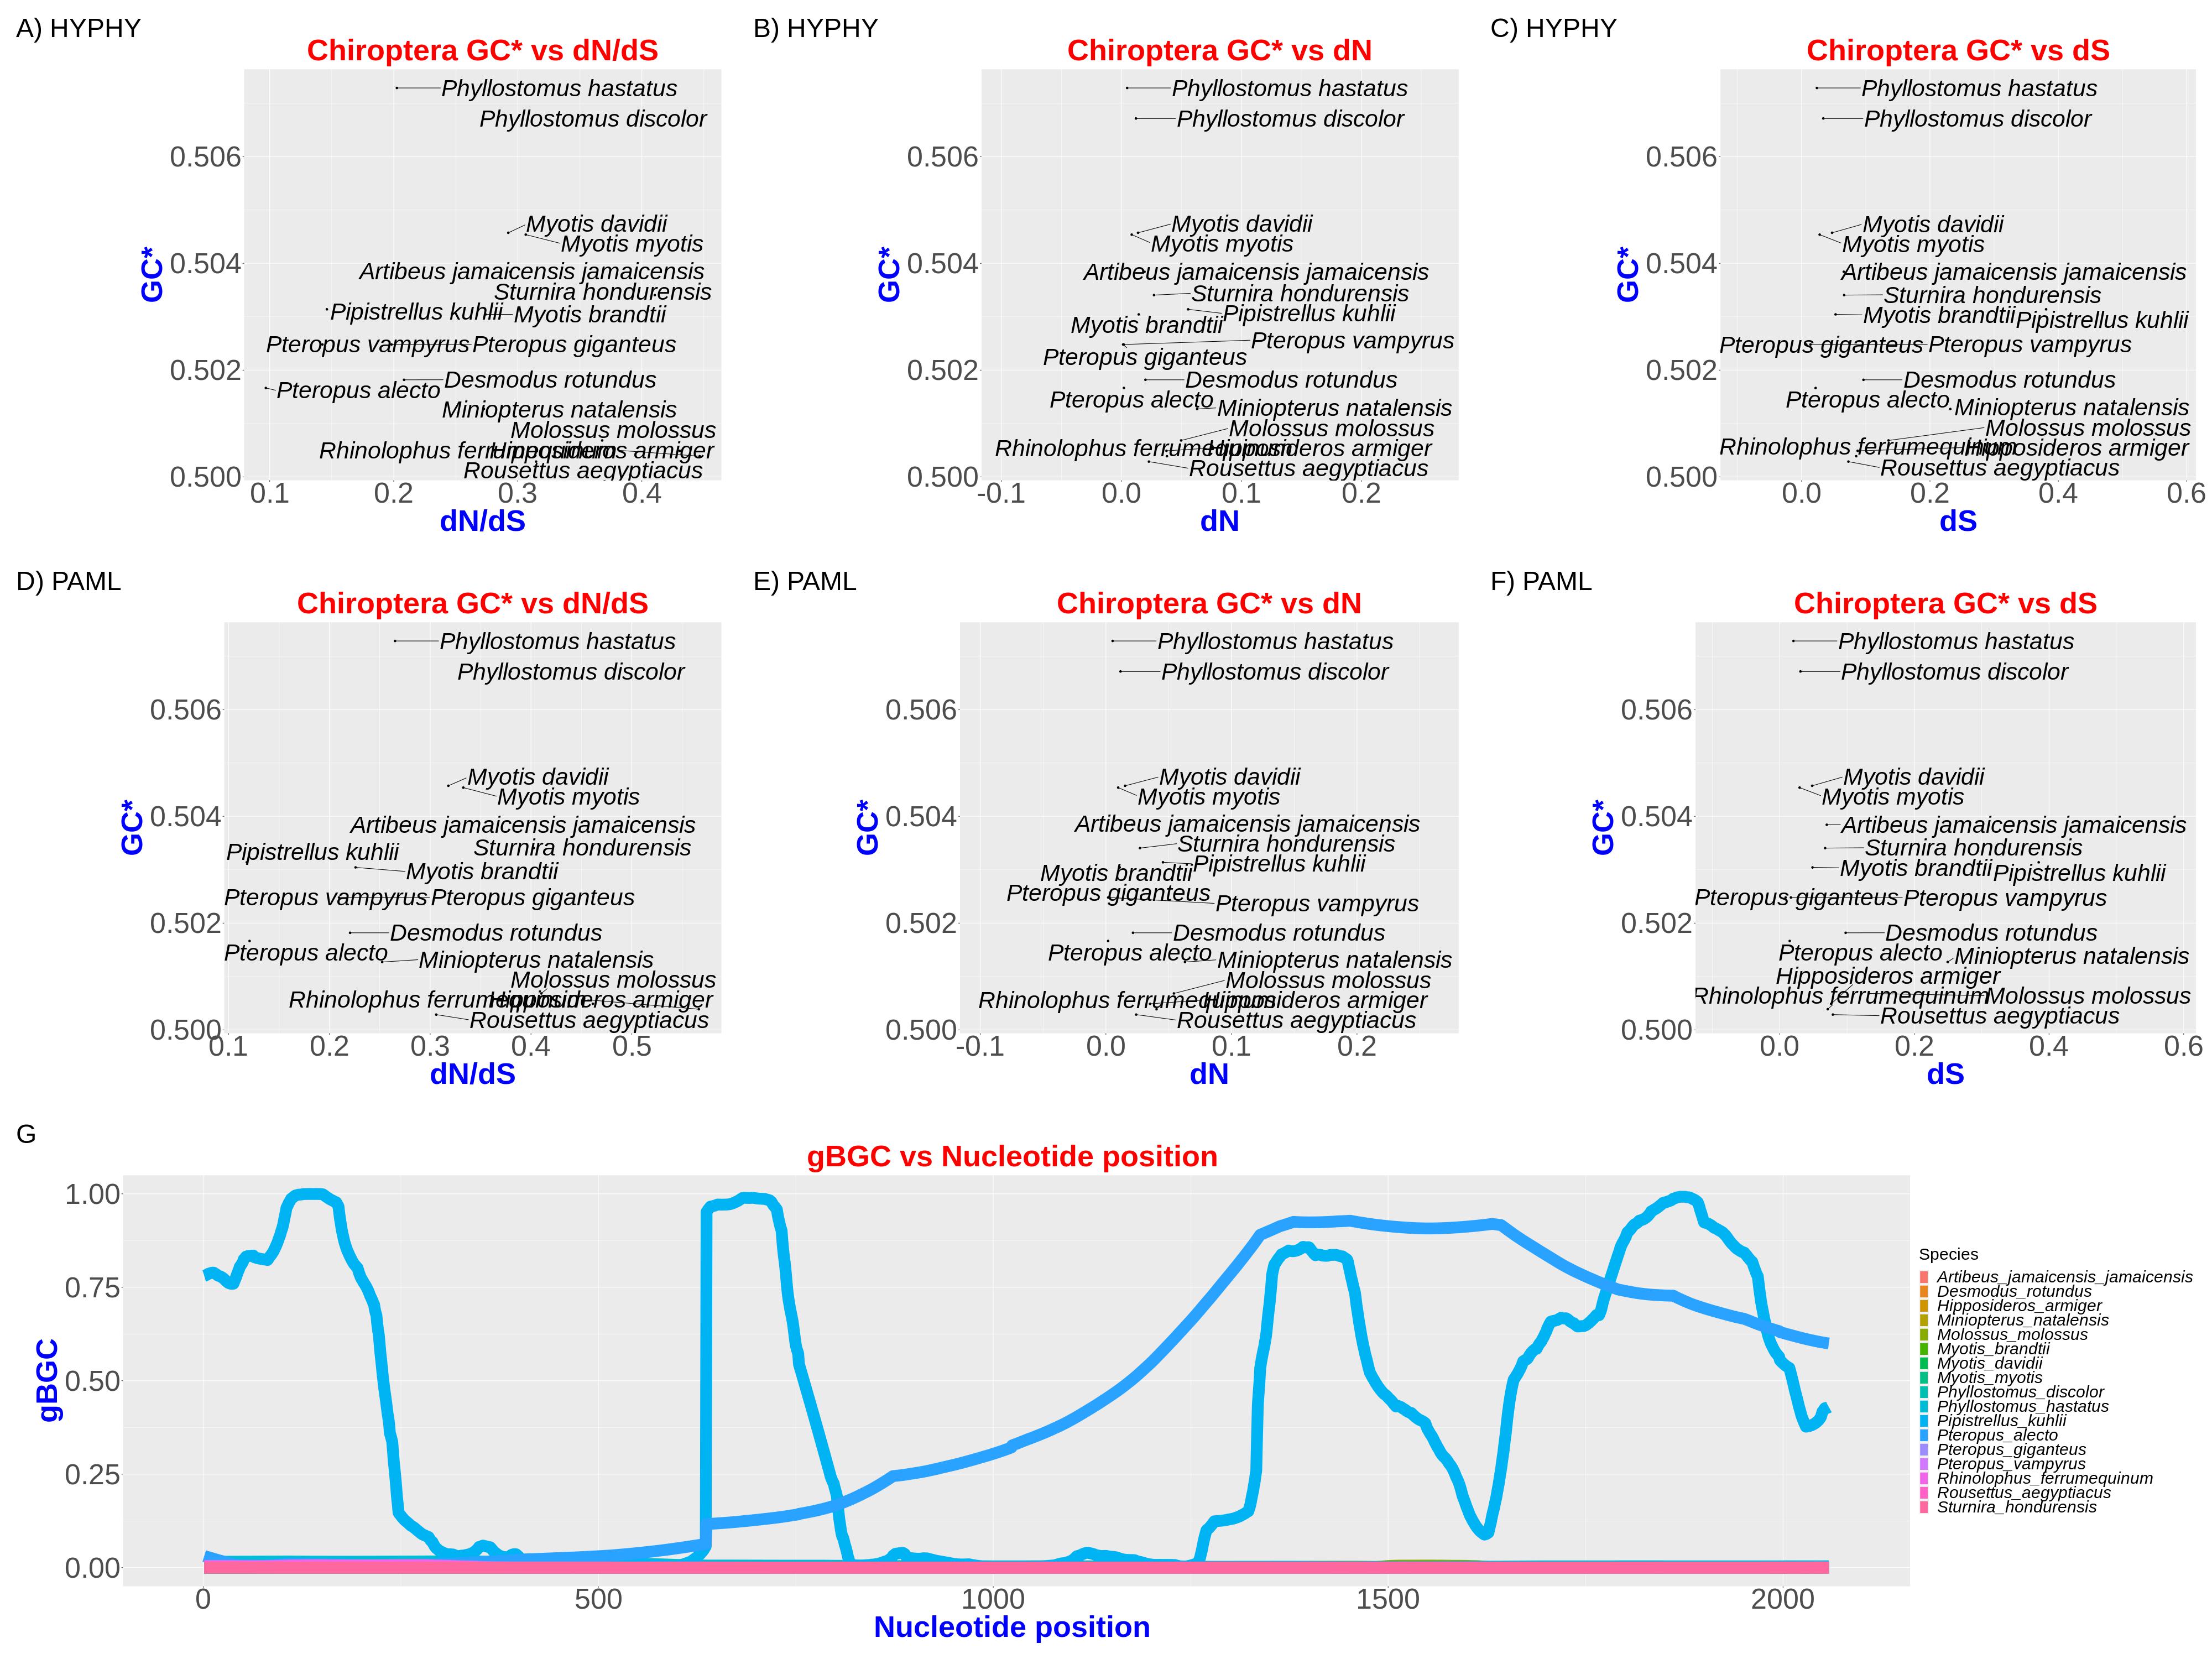 A) HYPHY
Chiroptera GC* vs dN/dS
Phyllostomus hastatus
Phyllostomus discolor
0.506
Myotis davidii
Myotis myotis
GC*
0.504
Artibeus jamaicensis jamaicensis
Sturnira hondurensis
Pipistrellus kuhlii
Myotis brandtii
Pteropus vampyrus
Pteropus giganteus
0.502
Desmodus rotundus
Pteropus alecto
Miniopterus natalensis
Molossus molossus
Rhinolophus ferrumequinum
Hipposideros armiger
Rousettus aegyptiacus
0.500
0.1 0.2 0.3 0.4
dN/dS
B) HYPHY
Chiroptera GC* vs dN
Phyllostomus hastatus
Phyllostomus discolor
0.506
Myotis davidii
Myotis myotis
GC*
0.504
Artibeus jamaicensis jamaicensis
Sturnira hondurensis
Pipistrellus kuhlii
Myotis brandtii
Pteropus vampyrus
Pteropus giganteus
0.502
Desmodus rotundus
Pteropus alecto
Miniopterus natalensis
Molossus molossus
Rhinolophus ferrumequinum
Hipposideros armiger
Rousettus aegyptiacus
0.500
-0.1 0.0 0.1 0.2
dN
C) HYPHY
Chiroptera GC* vs dS
Phyllostomus hastatus
Phyllostomus discolor
0.506
Myotis davidii
Myotis myotis
GC*
0.504
Artibeus jamaicensis jamaicensis
Sturnira hondurensis
Myotis brandtii
Pipistrellus kuhlii
Pteropus giganteus
Pteropus vampyrus
0.502
Desmodus rotundus
Pteropus alecto
Miniopterus natalensis
Molossus molossus
Rhinolophus ferrumequinum
Hipposideros armiger
Rousettus aegyptiacus
0.500
0.0 0.2 0.4 0.6
dS
D) PAML
Chiroptera GC* vs dN/dS
Phyllostomus hastatus
Phyllostomus discolor
0.506
Myotis davidii
Myotis myotis
GC*
0.504
Artibeus jamaicensis jamaicensis
Sturnira hondurensis
Pipistrellus kuhlii
Myotis brandtii
Pteropus vampyrus
Pteropus giganteus
0.502
Desmodus rotundus
Pteropus alecto
Miniopterus natalensis
Molossus molossus
Rhinolophus ferrumequinum
Hipposideros armiger
Rousettus aegyptiacus
0.500
0.1 0.2 0.3 0.4 0.5
dN/dS
E) PAML
Chiroptera GC* vs dN
Phyllostomus hastatus
Phyllostomus discolor
0.506
Myotis davidii
Myotis myotis
GC*
0.504
Artibeus jamaicensis jamaicensis
Sturnira hondurensis
Pipistrellus kuhlii
Myotis brandtii
Pteropus giganteus
Pteropus vampyrus
0.502
Desmodus rotundus
Pteropus alecto
Miniopterus natalensis
Molossus molossus
Rhinolophus ferrumequinum
Hipposideros armiger
Rousettus aegyptiacus
0.500
-0.1 0.0 0.1 0.2
dN
F) PAML
Chiroptera GC* vs dS
Phyllostomus hastatus
Phyllostomus discolor
0.506
Myotis davidii
Myotis myotis
GC*
0.504
Artibeus jamaicensis jamaicensis
Sturnira hondurensis
Myotis brandtii
Pipistrellus kuhlii
Pteropus giganteus
Pteropus vampyrus
0.502
Desmodus rotundus
Pteropus alecto
Miniopterus natalensis
Hipposideros armiger
Rhinolophus ferrumequinum
Molossus molossus
Rousettus aegyptiacus
0.500
0.0 0.2 0.4 0.6
dS
G
gBGC vs Nucleotide position
1.00
0.75
0.50
0.25
0.00
gBGC
0 500 1000 1500 2000
Nucleotide position
Species
Artibeus_jamaicensis_jamaicensis
Desmodus_rotundus
Hipposideros_armiger
Miniopterus_natalensis
Molossus_molossus
Myotis_brandtii
Myotis_davidii
Myotis_myotis
Phyllostomus_discolor
Phyllostomus_hastatus
Pipistrellus_kuhlii
Pteropus_alecto
Pteropus_giganteus
Pteropus_vampyrus
Rhinolophus_ferrumequinum
Rousettus_aegyptiacus
Sturnira_hondurensis